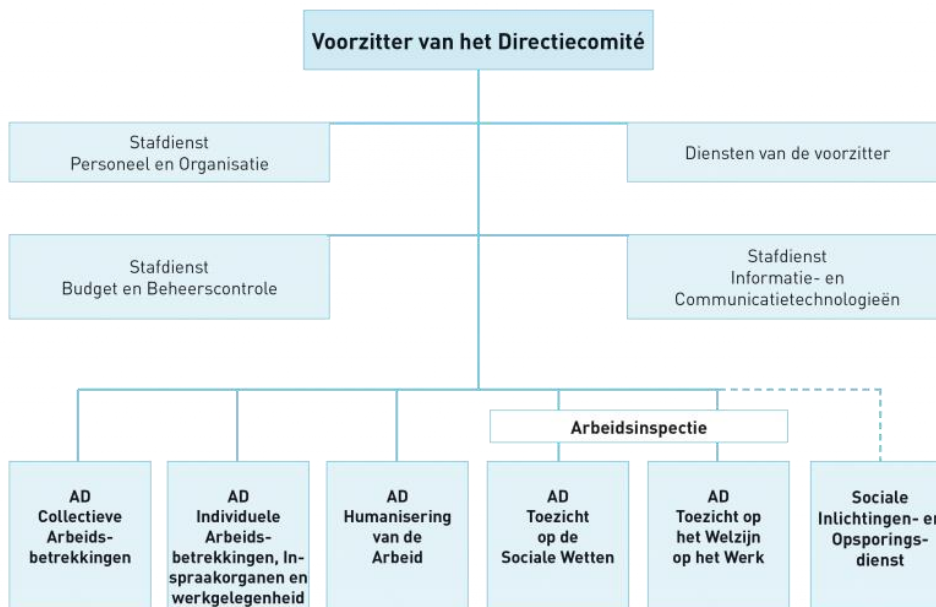 Voorzitter van het Directiecomité
Stafdienst
Personeel en Organisatie
Diensten van de voorzitter
Stafdienst
Budget en Beheerscontrole
Stafdienst
Informatie- en
Communicatietechnologieën
Arbeidsinspectie
AD
Collectieve
Arbeids-
betrekkingen
AD
Individuele
Arbeids-
betrekkingen, In-
spraakorganen en
werkgelegenheid
AD
Humanisering
van de
Arbeid
AD
Toezicht
op de
Sociale Wetten
AD
Toezicht op
het Welzijn
op het Werk
Sociale
Inlichtingen- en
Opsporings-
dienst